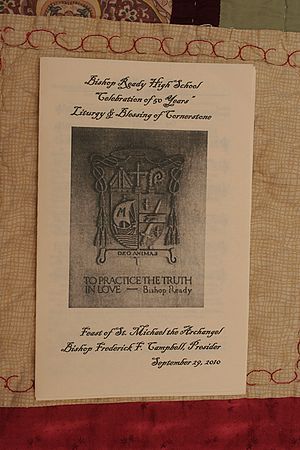 Bishop Ready High School
Celebration of 50 Years
Liturgy & Blessing of Cornerstone
DEO ANIMAE
TO PRACTICE THE TRUTH
IN LOVE — Bishop Ready
Feast of St. Michael the Archangel
Bishop Frederick F. Campbell, Presider
September 29, 2010